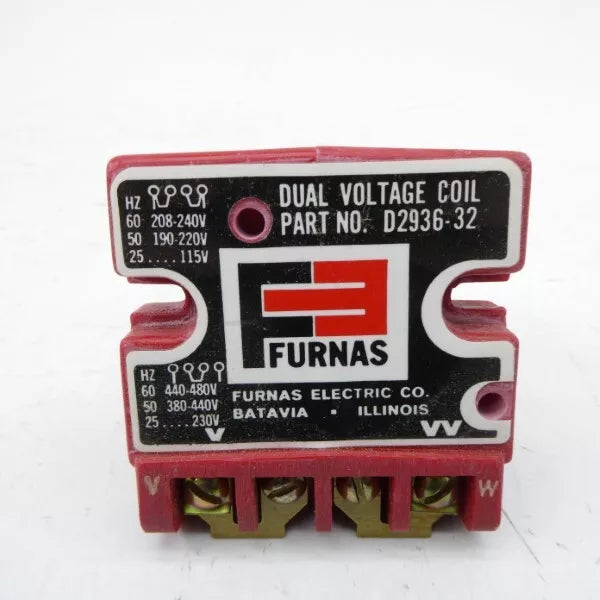 HZ
60 208-240V
50 190-220V
25 .... 115V
DUAL VOLTAGE COIL
PART NO. D2936-32
FURNAS
HZ
60 440-480V
50 380-440V
25 .... 230V
FURNAS ELECTRIC CO.
BATAVIA • ILLINOIS
V W
V W